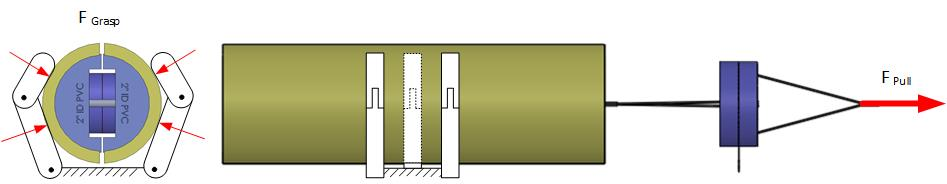 F Grasp
2" ID PVC
2" ID PVC
F Pull